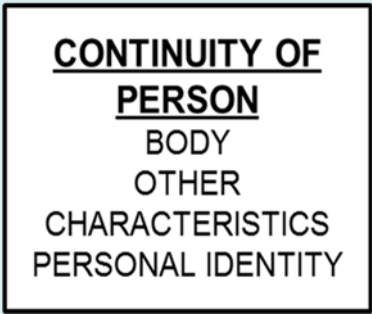 CONTINUITY OF
PERSON
BODY
OTHER
CHARACTERISTICS
PERSONAL IDENTITY